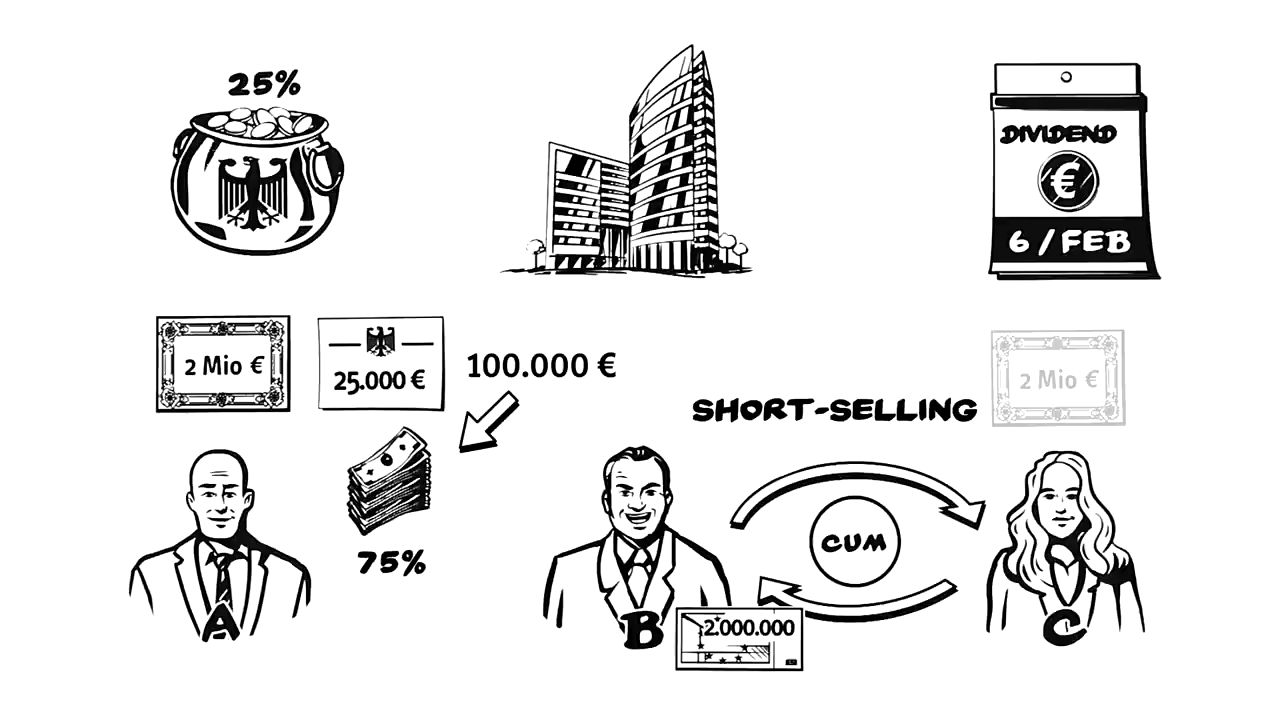 25%
DIVIDEND
€
6 / FEB
2 Mio €
25.000 €
100.000 €
2 Mio €
SHORT-SELLING
CUM
75%
A
B
2.000.000
C